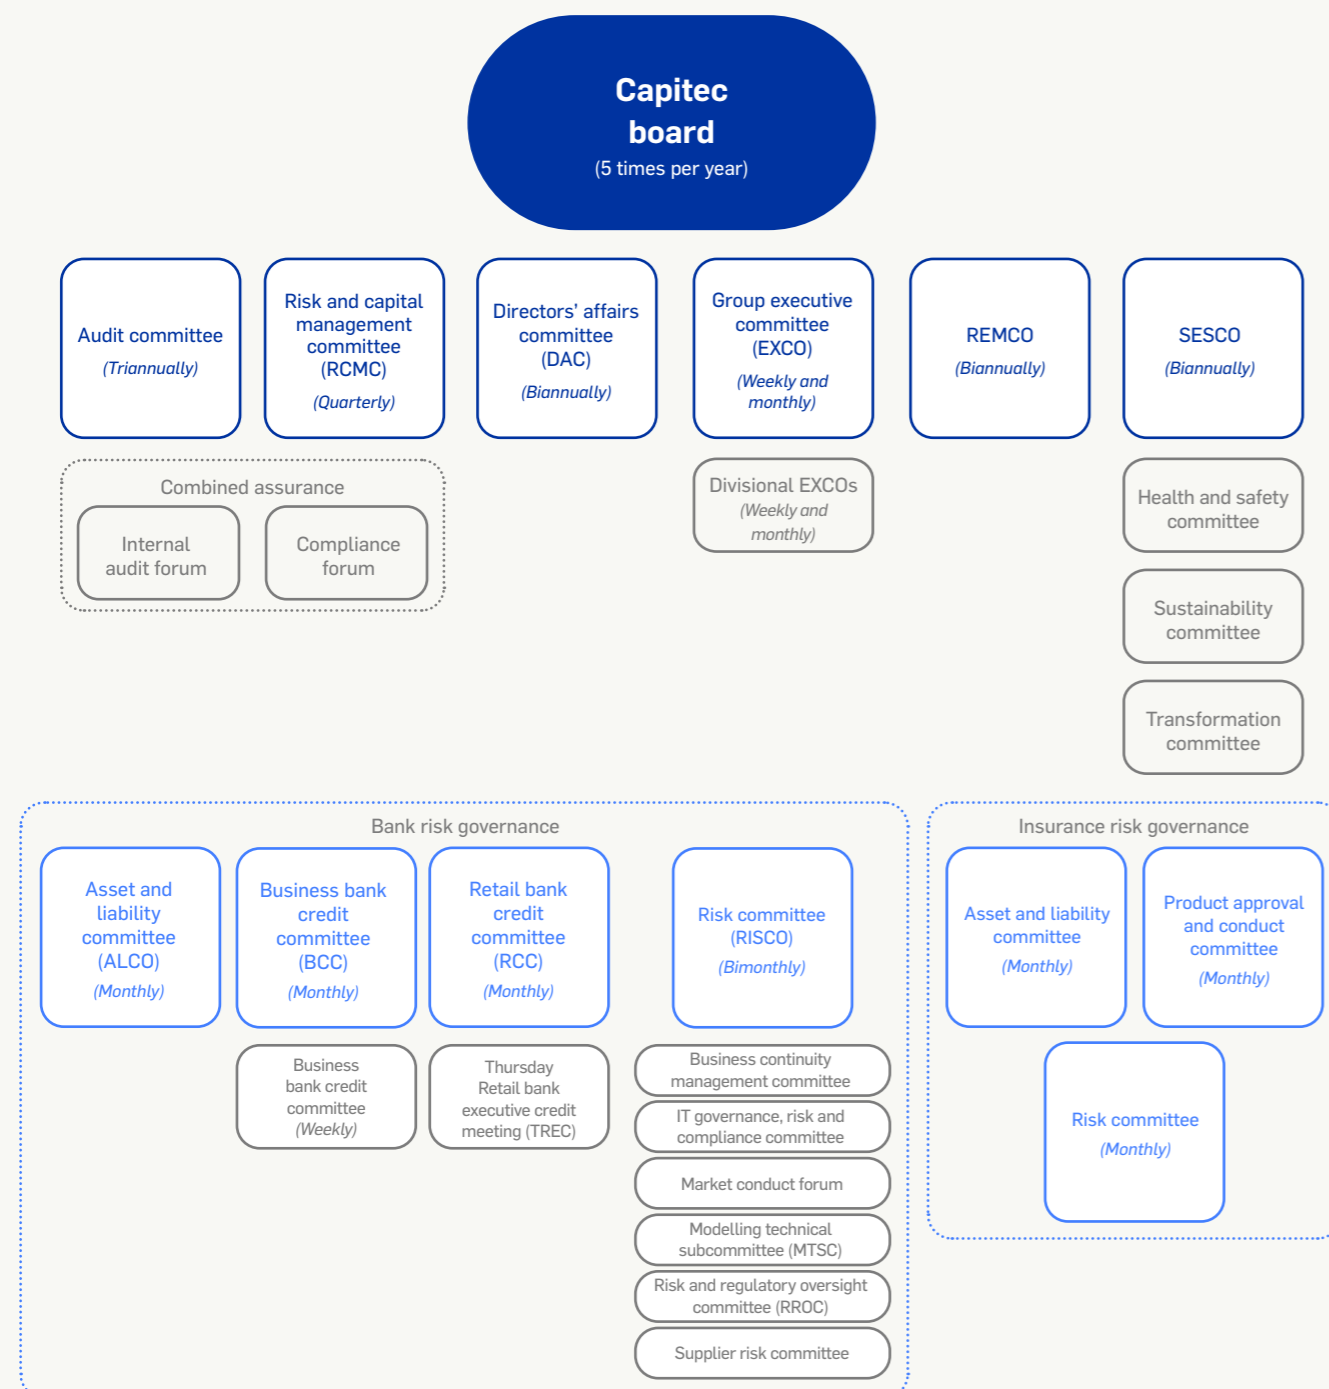 Capitec
board
(5 times per year)
Audit committee
(Triannually)
Risk and capital
management
committee
(RCMC)
(Quarterly)
Directors’ affairs
committee
(DAC)
(Biannually)
Group executive
committee
(EXCO)
(Weekly and
monthly)
REMCO
(Biannually)
SESCO
(Biannually)
Combined assurance
Internal
audit forum
Compliance
forum
Divisional EXCOs
(Weekly and
monthly)
Health and safety
committee
Sustainability
committee
Transformation
committee
Bank risk governance
Asset and
liability
committee
(ALCO)
(Monthly)
Business bank
credit
committee
(BCC)
(Monthly)
Retail bank
credit
committee
(RCC)
(Monthly)
Risk committee
(RISCO)
(Bimonthly)
Business
bank credit
committee
(Weekly)
Thursday
Retail bank
executive credit
meeting (TREC)
Business continuity
management committee
IT governance, risk and
compliance committee
Market conduct forum
Modelling technical
subcommittee (MTSC)
Risk and regulatory oversight
committee (RROC)
Supplier risk committee
Insurance risk governance
Asset and liability
committee
(Monthly)
Product approval
and conduct
committee
(Monthly)
Risk committee
(Monthly)